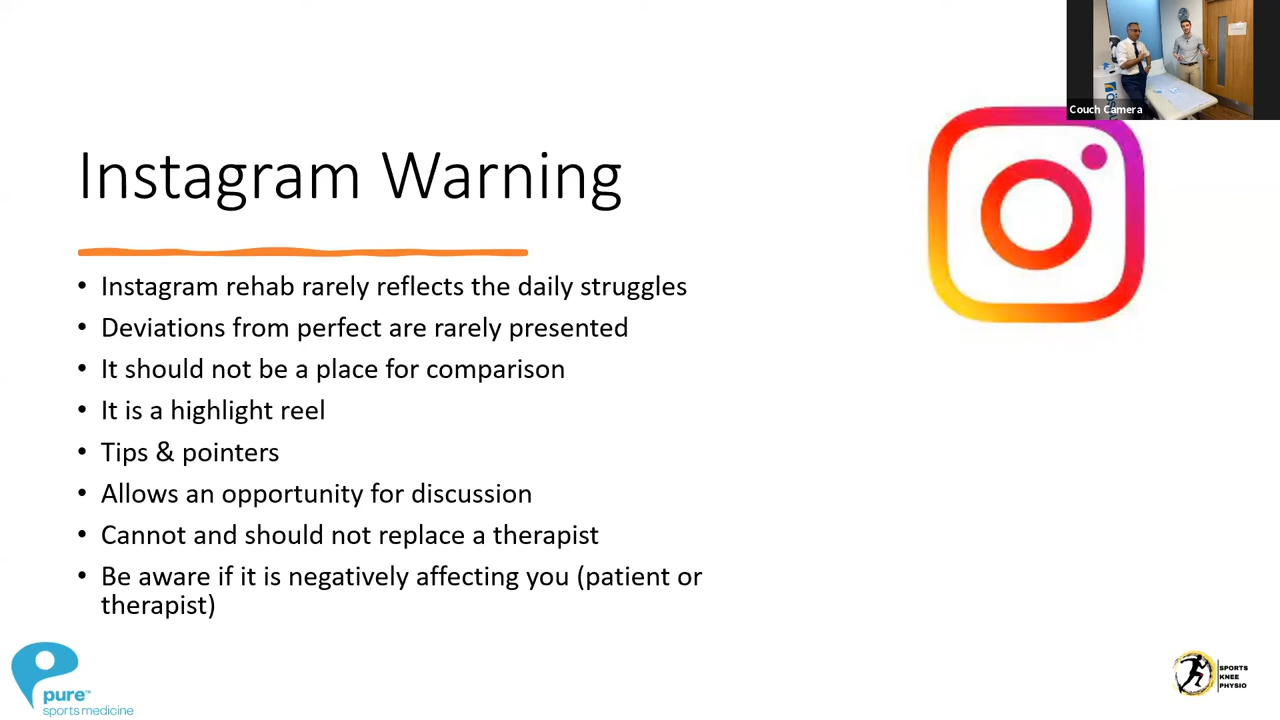 Couch Camera
Instagram Warning
• Instagram rehab rarely reflects the daily struggles
• Deviations from perfect are rarely presented
• It should not be a place for comparison
• It is a highlight reel
• Tips & pointers
• Allows an opportunity for discussion
• Cannot and should not replace a therapist
• Be aware if it is negatively affecting you (patient or
therapist)
pure™
sports medicine
SPORTS
KNEE
PHYSIO